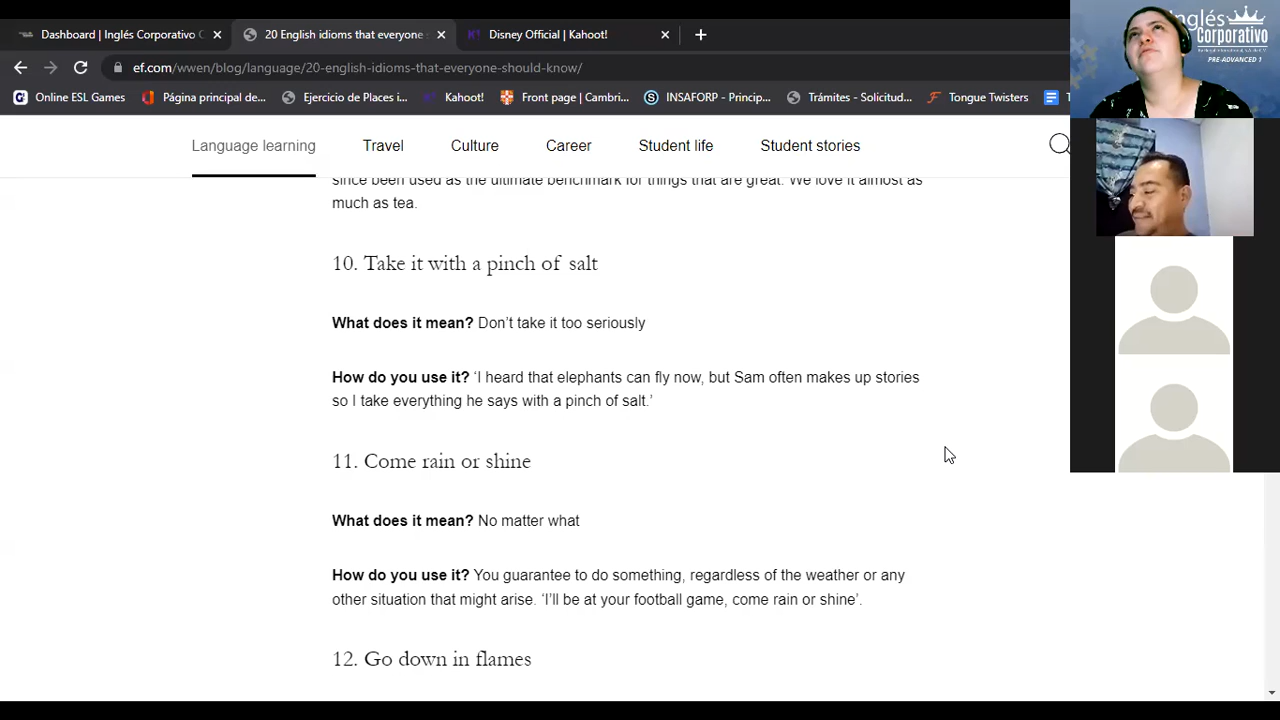 Dashboard | Inglés Corporativo
20 English idioms that everyone
Disney Official | Kahoot!
ef.com/wwen/blog/language/20-english-idioms-that-everyone-should-know/
Online ESL Games
Página principal de...
Ejercicio de Places i...
Kahoot!
Front page | Cambri...
INSAFORP - Princip...
Trámites - Solicitud...
Tongue Twisters
inglés
Corporativo
PRE-ADVANCED 1
Language learning
Travel
Culture
Career
Student life
Student stories
since been used as the ultimate benchmark for things that are great. We love it almost as
much as tea.
10. Take it with a pinch of salt
What does it mean? Don’t take it too seriously
How do you use it? ‘I heard that elephants can fly now, but Sam often makes up stories
so I take everything he says with a pinch of salt.’
11. Come rain or shine
What does it mean? No matter what
How do you use it? You guarantee to do something, regardless of the weather or any
other situation that might arise. ‘I’ll be at your football game, come rain or shine’.
12. Go down in flames